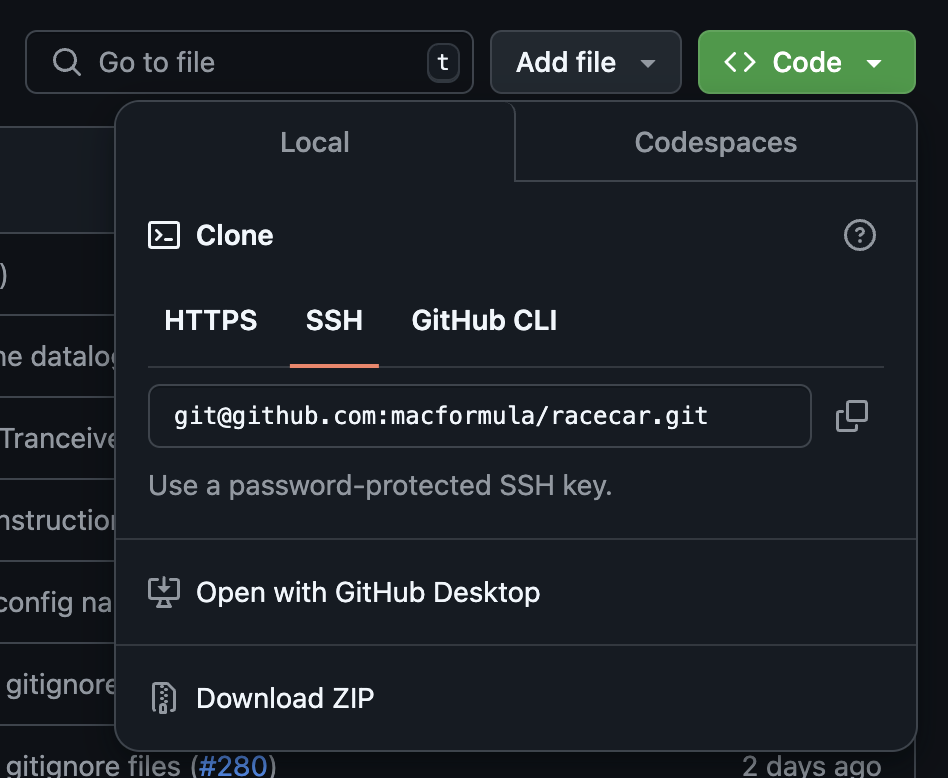 Go to file t Add file Code
Local Codespaces
Clone
)
HTTPS SSH GitHub CLI
ne datalog
git@github.com:macformula/racecar.git
Tranceive
Use a password-protected SSH key.
nstruction
Open with GitHub Desktop
config na
gitignore
Download ZIP
gitignore files (#280) 2 days ago